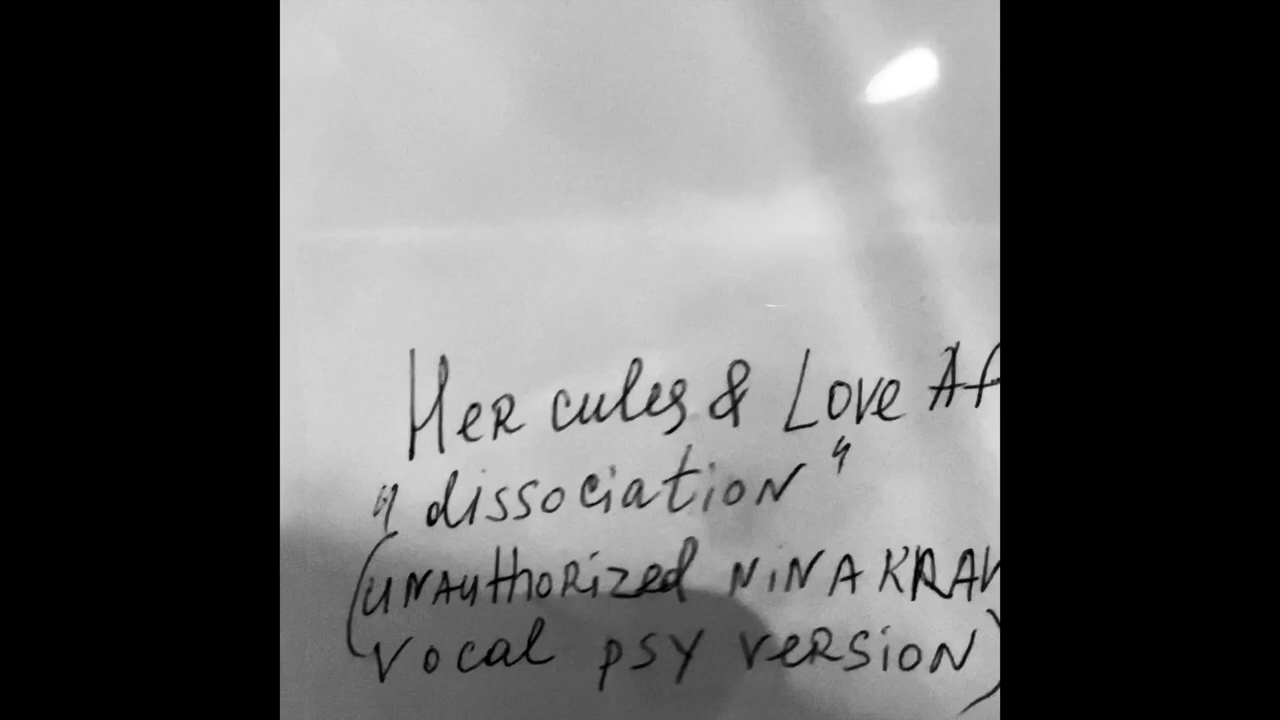 Hercules & Love Af
"dissociation"
(UNAuthoRized NiNA KRAV
vocal psy veRsioN)